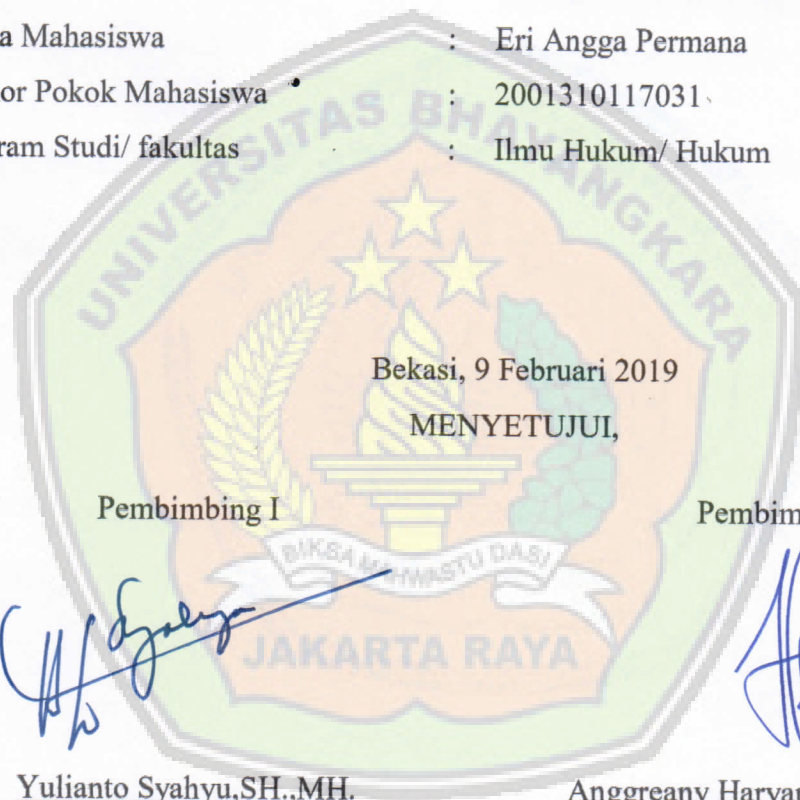 a Mahasiswa : Eri Angga Permana
or Pokok Mahasiswa : 2001310117031
ram Studi/ fakultas : Ilmu Hukum/ Hukum
UNIVERSITAS BHAYANGKARA
Bekasi, 9 Februari 2019
MENYETUJUI,
Pembimbing I Pembim
BIKSA MAHWASTU DASI
JAKARTA RAYA
Yulianto Syahyu,SH.,MH. Anggreany Haryan